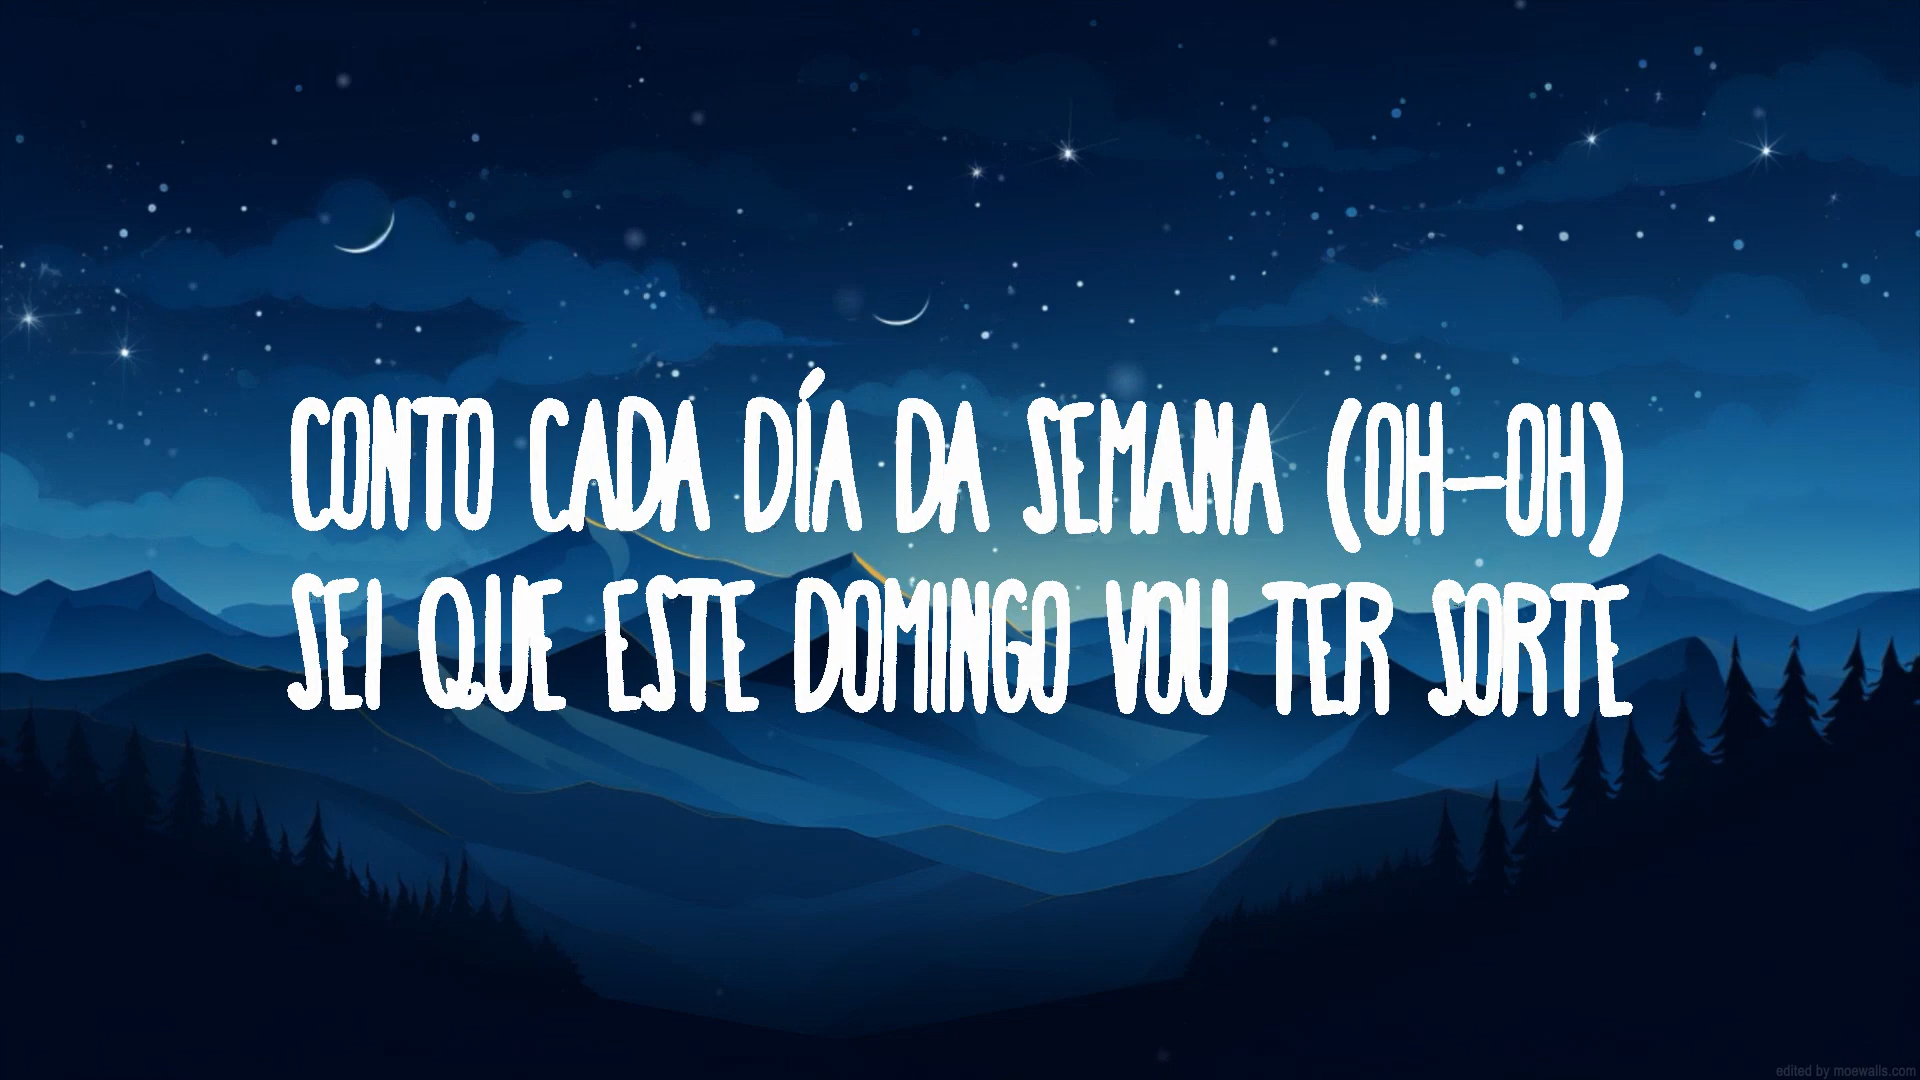 CONTO CADA DÍA DA SEMANA (OH-OH)
SEI QUE ESTE DOMINGO VOU TER SORTE
edited by moewalls.com